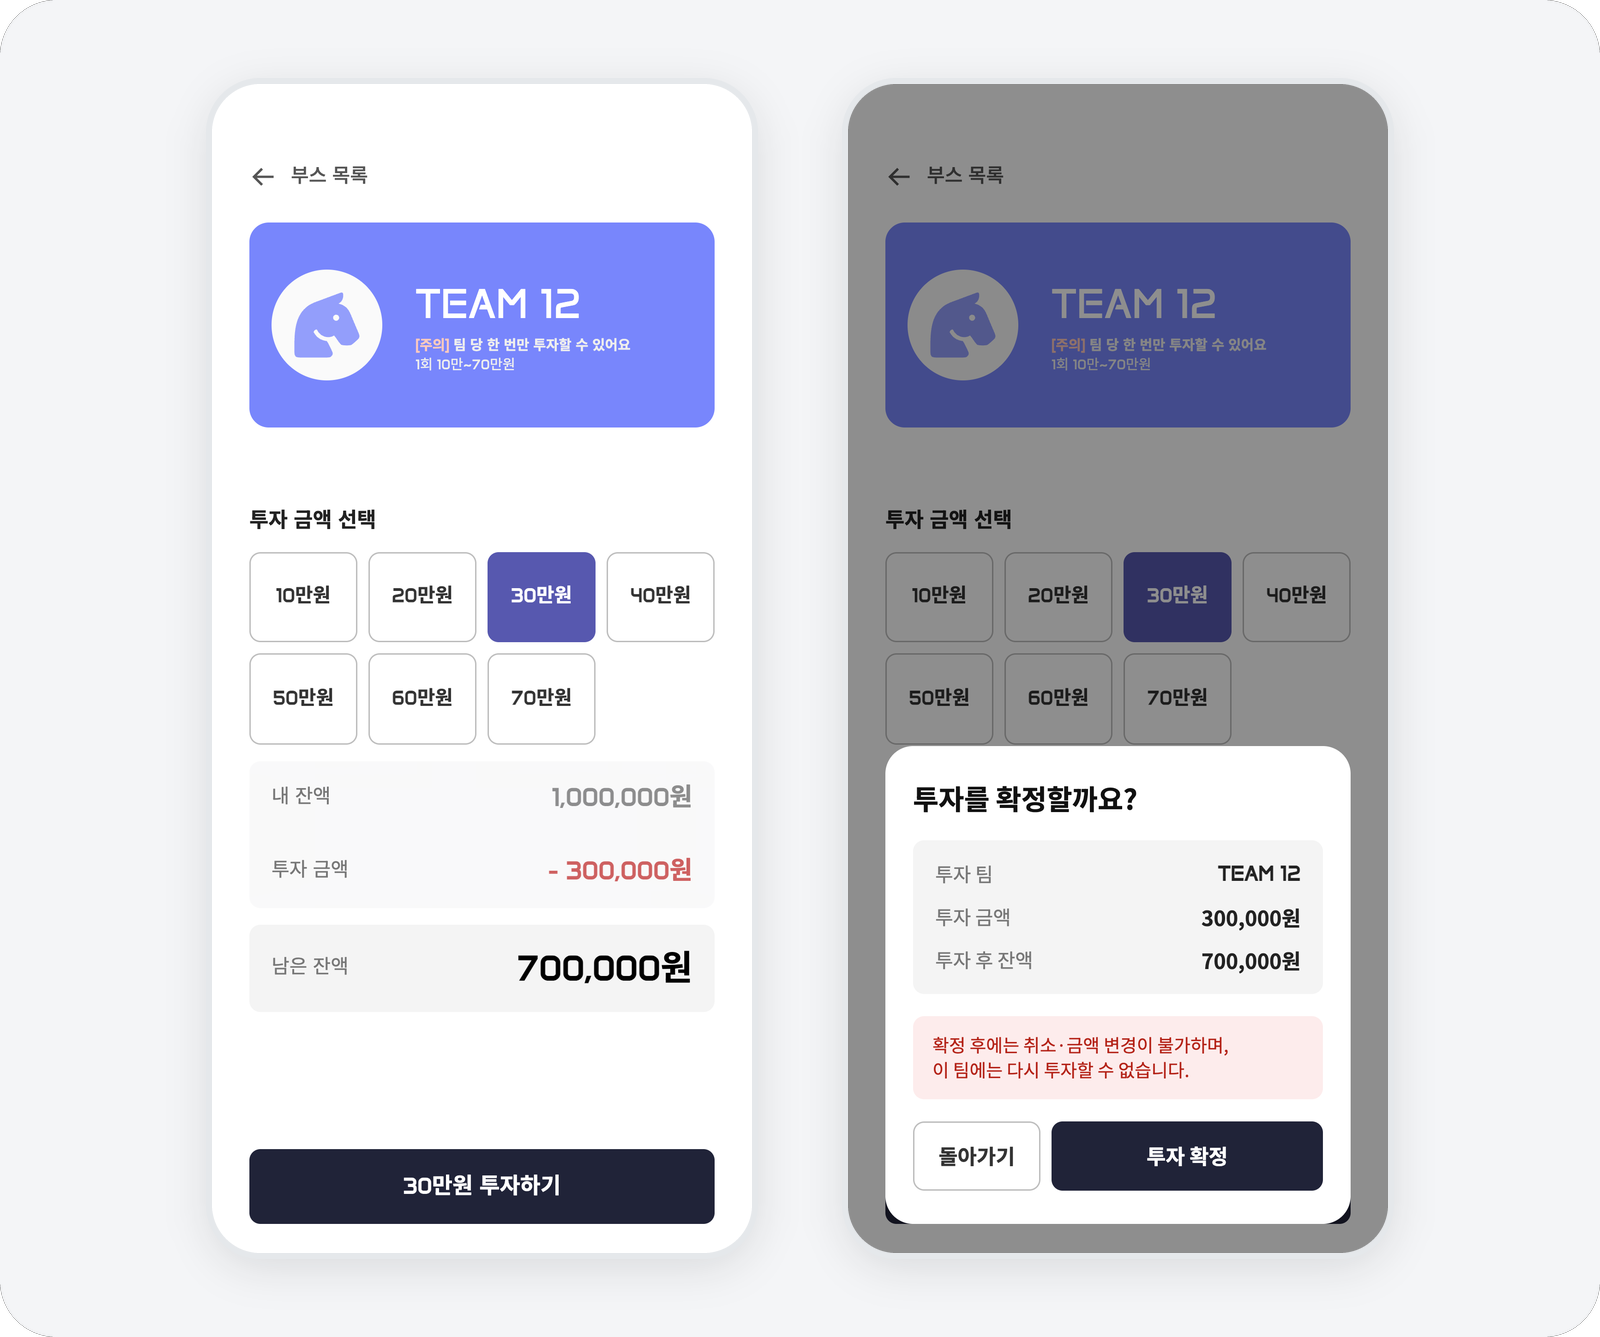 부스 목록
TEAM 12
[주의] 팀 당 한 번만 투자할 수 있어요
1회 10만~70만원
투자 금액 선택
10만원 20만원 30만원 40만원
50만원 60만원 70만원
내 잔액 1,000,000원
투자 금액 - 300,000원
남은 잔액 700,000원
30만원 투자하기
부스 목록
TEAM 12
[주의] 팀 당 한 번만 투자할 수 있어요
1회 10만~70만원
투자 금액 선택
10만원 20만원 30만원 40만원
50만원 60만원 70만원
투자를 확정할까요?
투자 팀 TEAM 12
투자 금액 300,000원
투자 후 잔액 700,000원
확정 후에는 취소·금액 변경이 불가하며,
이 팀에는 다시 투자할 수 없습니다.
돌아가기 투자 확정